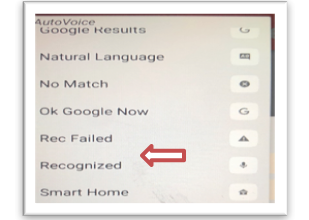 AutoVoice
Google Results
Natural Language
No Match
Ok Google Now
Rec Failed
Recognized
Smart Home